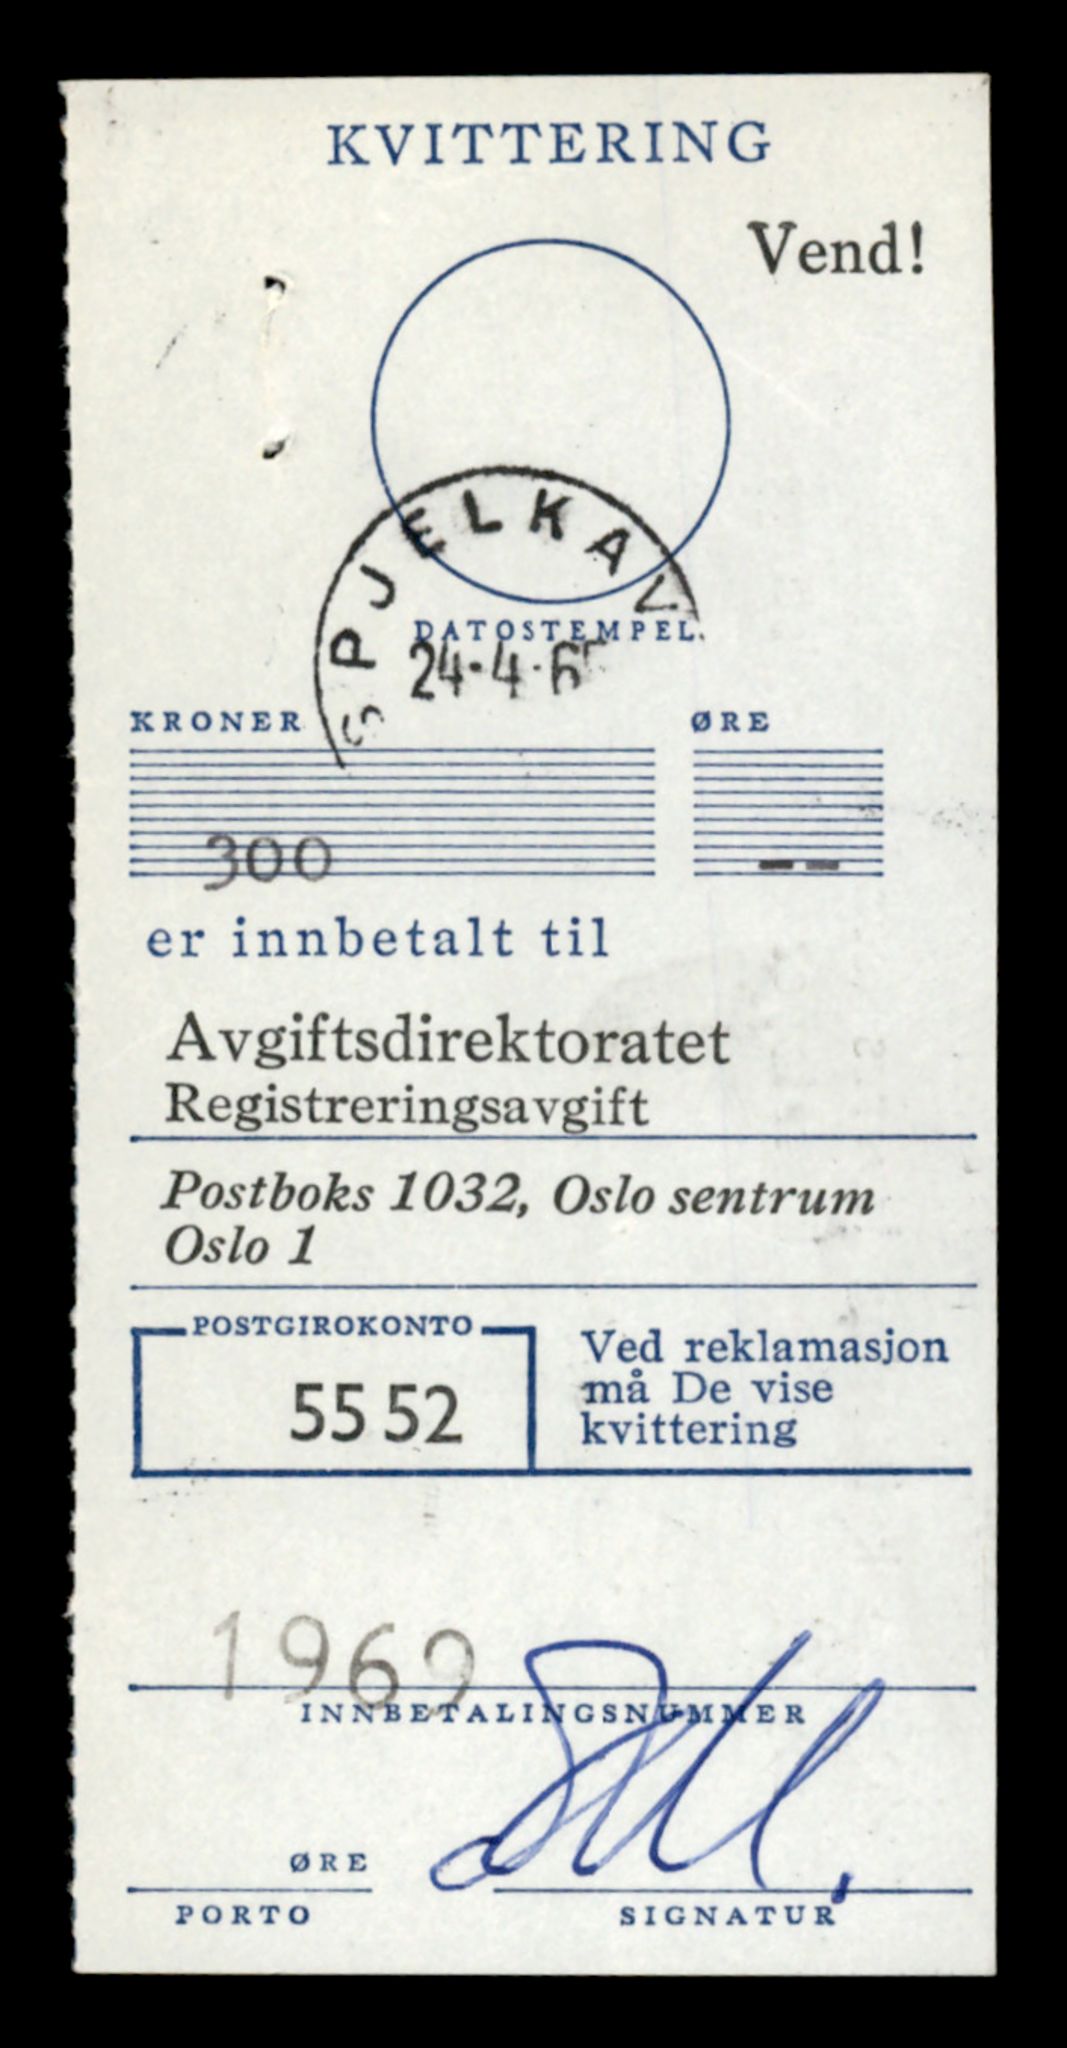 KVITTERING
Vend!
SPJELKAV
DATOSTEMPEL
24.4.6
KRONER ØRE
300 --
er innbetalt til
Avgiftsdirektoratet
Registreringsavgift
Postboks 1032, Oslo sentrum
Oslo 1
POSTGIROKONTO
55 52
Ved reklamasjon
må De vise
kvittering
1969
INNBETALINGSNUMMER
ØRE
PORTO
SIGNATUR